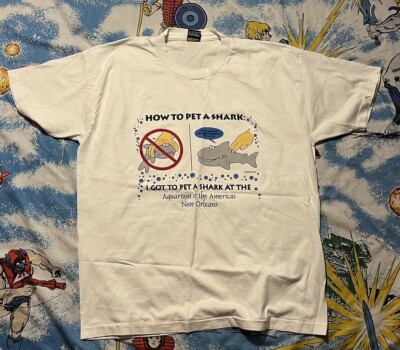 HOW TO PET A SHARK:
I GOT TO PET A SHARK AT THE
Aquarium of the Americas
New Orleans